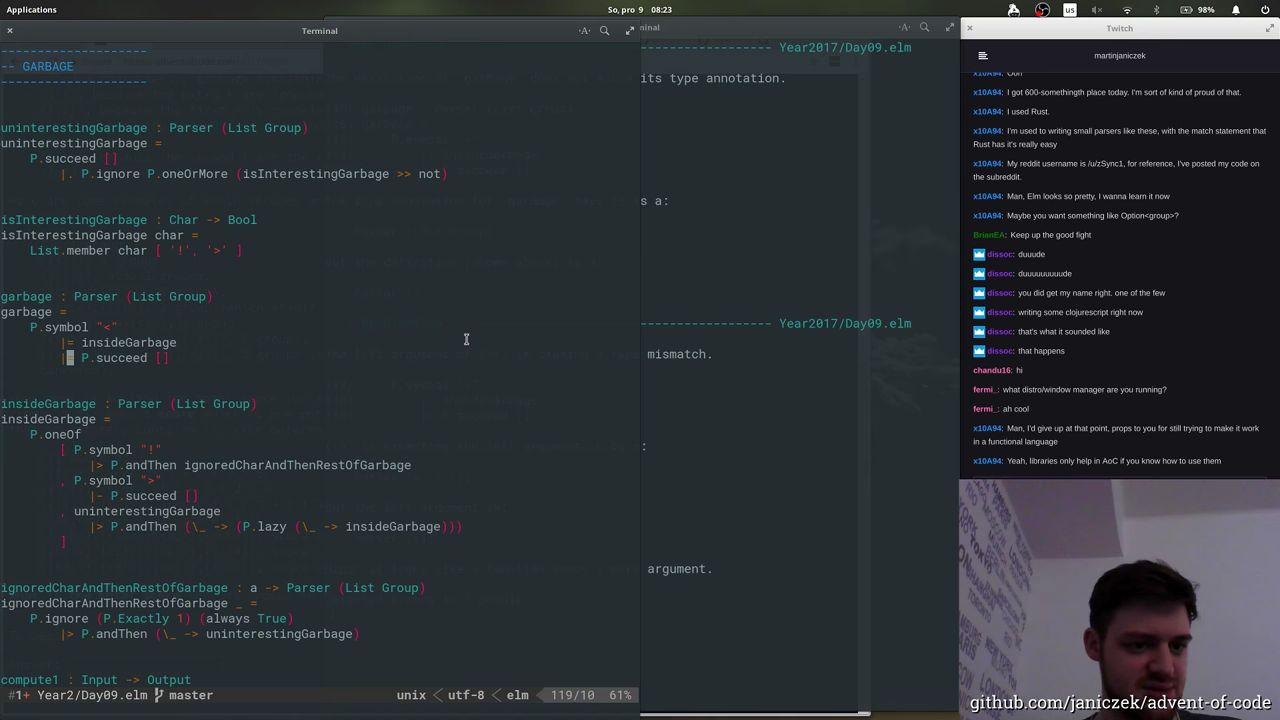 Applications
So, pro 9 08:23
us
98%
Terminal
minal
Twitch
martinjaniczek
--------------------
-- GARBAGE
--------------------
uninterestingGarbage : Parser (List Group)
uninterestingGarbage =
P.succeed []
|. P.ignore P.oneOrMore (isInterestingGarbage >> not)
isInterestingGarbage : Char -> Bool
isInterestingGarbage char =
List.member char [ '!', '>' ]
garbage : Parser (List Group)
garbage =
P.symbol "<"
|= insideGarbage
|= P.succeed []
insideGarbage : Parser (List Group)
insideGarbage =
P.oneOf
[ P.symbol "!"
|> P.andThen ignoredCharAndThenRestOfGarbage
, P.symbol ">"
|- P.succeed []
, uninterestingGarbage
|> P.andThen (\_ -> (P.lazy (\_ -> insideGarbage)))
]
ignoredCharAndThenRestOfGarbage : a -> Parser (List Group)
ignoredCharAndThenRestOfGarbage _ =
P.ignore (P.Exactly 1) (always True)
|> P.andThen (\_ -> uninterestingGarbage)
compute1 : Input -> Output
#1+ Year2/Day09.elm master unix < utf-8 < elm 119/10 61%
------------------ Year2017/Day09.elm
its type annotation.
s a:
------------------ Year2017/Day09.elm
mismatch.
:
argument.
x10A94: Ooh
x10A94: I got 600-somethingth place today. I'm sort of kind of proud of that.
x10A94: I used Rust.
x10A94: I'm used to writing small parsers like these, with the match statement that
Rust has it's really easy
x10A94: My reddit username is /u/zSync1, for reference, I've posted my code on
the subreddit.
x10A94: Man, Elm looks so pretty, I wanna learn it now
x10A94: Maybe you want something like Option<group>?
BrianEA: Keep up the good fight
dissoc: duuude
dissoc: duuuuuuuuude
dissoc: you did get my name right. one of the few
dissoc: writing some clojurescript right now
dissoc: that's what it sounded like
dissoc: that happens
chandu16: hi
fermi_: what distro/window manager are you running?
fermi_: ah cool
x10A94: Man, I'd give up at that point, props to you for still trying to make it work
in a functional language
x10A94: Yeah, libraries only help in AoC if you know how to use them
github.com/janiczek/advent-of-code